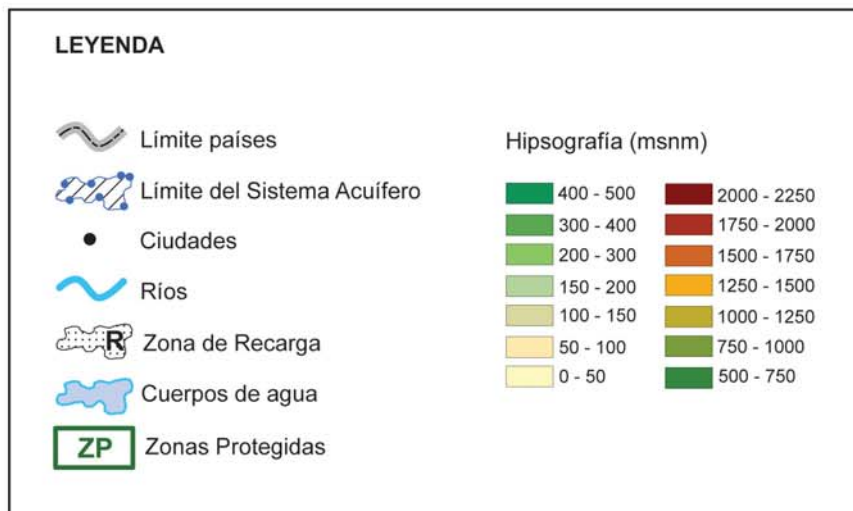 LEYENDA
Límite países
Límite del Sistema Acuífero
Ciudades
Ríos
R
Zona de Recarga
Cuerpos de agua
ZP
Zonas Protegidas
Hipsografía (msnm)
400 - 500
300 - 400
200 - 300
150 - 200
100 - 150
50 - 100
0 - 50
2000 - 2250
1750 - 2000
1500 - 1750
1250 - 1500
1000 - 1250
750 - 1000
500 - 750